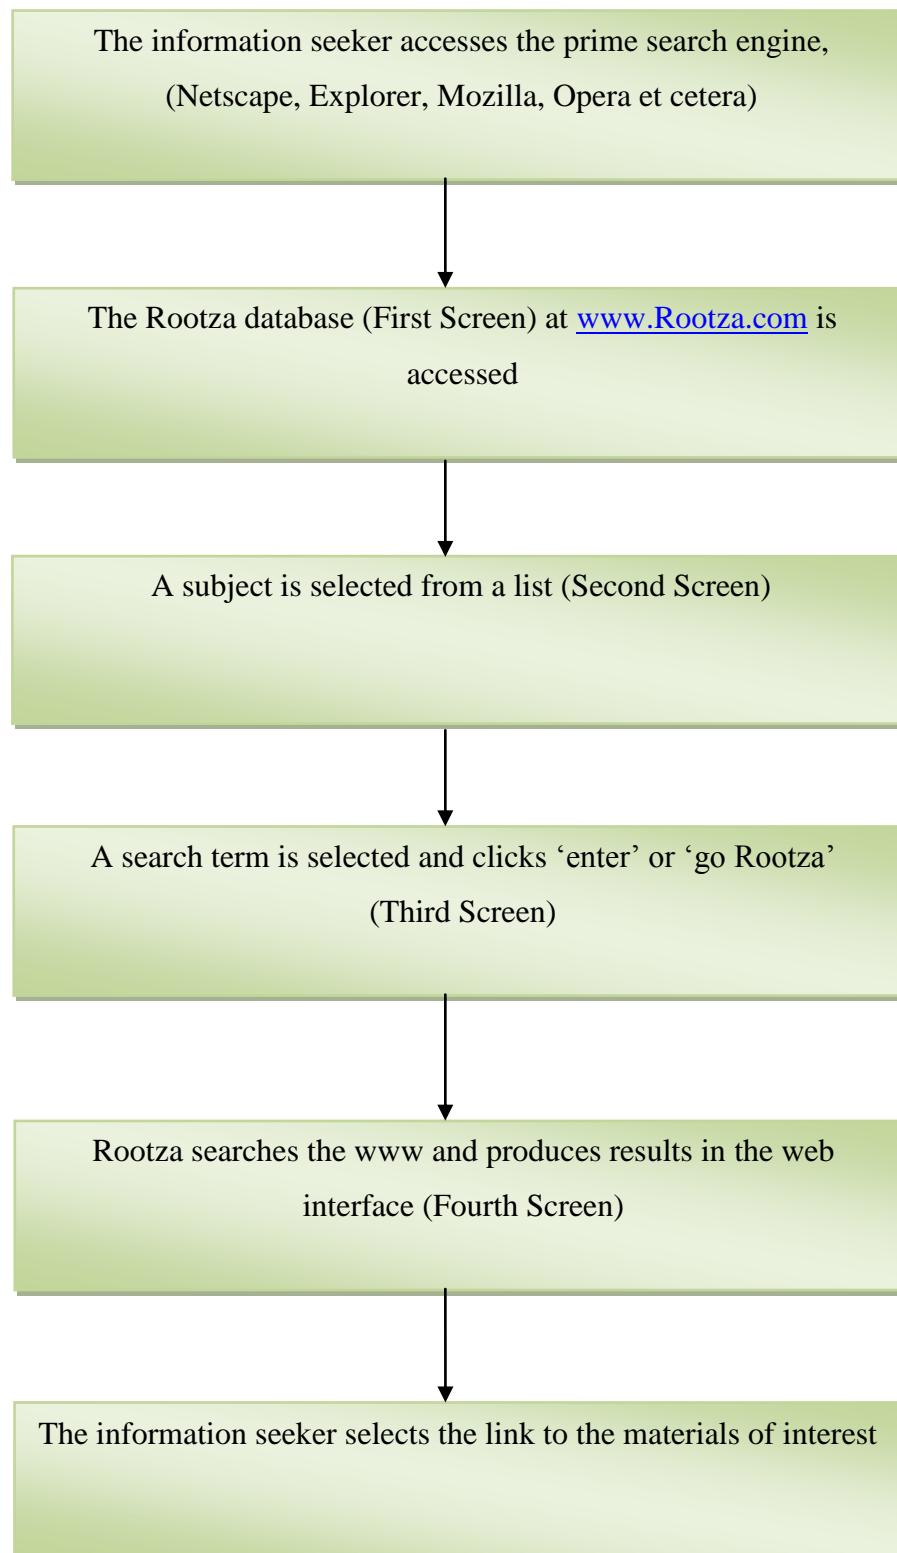 The information seeker accesses the prime search engine,
(Netscape, Explorer, Mozilla, Opera et cetera)
The Rootza database (First Screen) at www.Rootza.com is
accessed
A subject is selected from a list (Second Screen)
A search term is selected and clicks ‘enter’ or ‘go Rootza’
(Third Screen)
Rootza searches the www and produces results in the web
interface (Fourth Screen)
The information seeker selects the link to the materials of interest